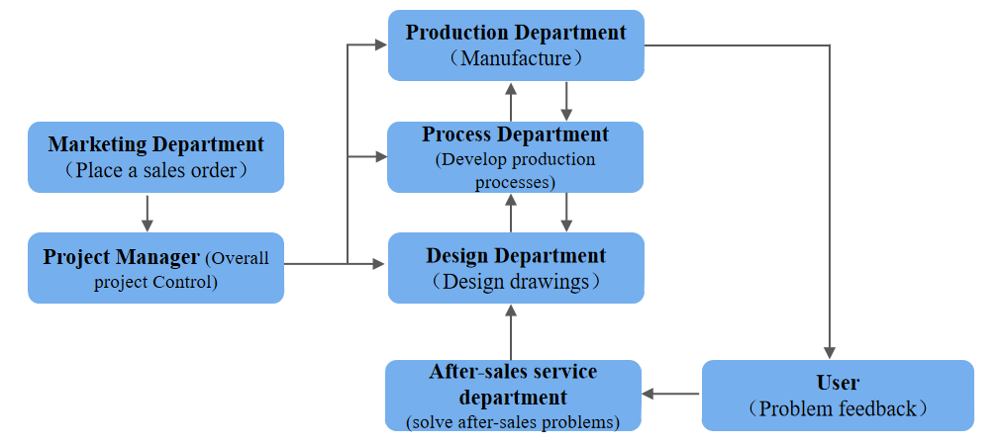 Production Department
（Manufacture）
Marketing Department
（Place a sales order）
Process Department
(Develop production
processes)
Project Manager (Overall
project Control)
Design Department
（Design drawings）
After-sales service
department
(solve after-sales problems)
User
（Problem feedback）